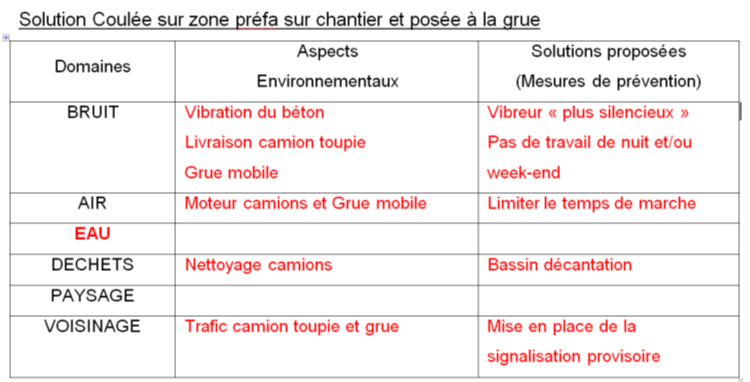 Solution Coulée sur zone préfa sur chantier et posée à la grue
Domaines
Aspects
Environnementaux
Solutions proposées
(Mesures de prévention)
BRUIT
Vibration du béton
Livraison camion toupie
Grue mobile
Vibreur « plus silencieux »
Pas de travail de nuit et/ou
week-end
AIR
Moteur camions et Grue mobile
Limiter le temps de marche
EAU
DECHETS
Nettoyage camions
Bassin décantation
PAYSAGE
VOISINAGE
Trafic camion toupie et grue
Mise en place de la
signalisation provisoire